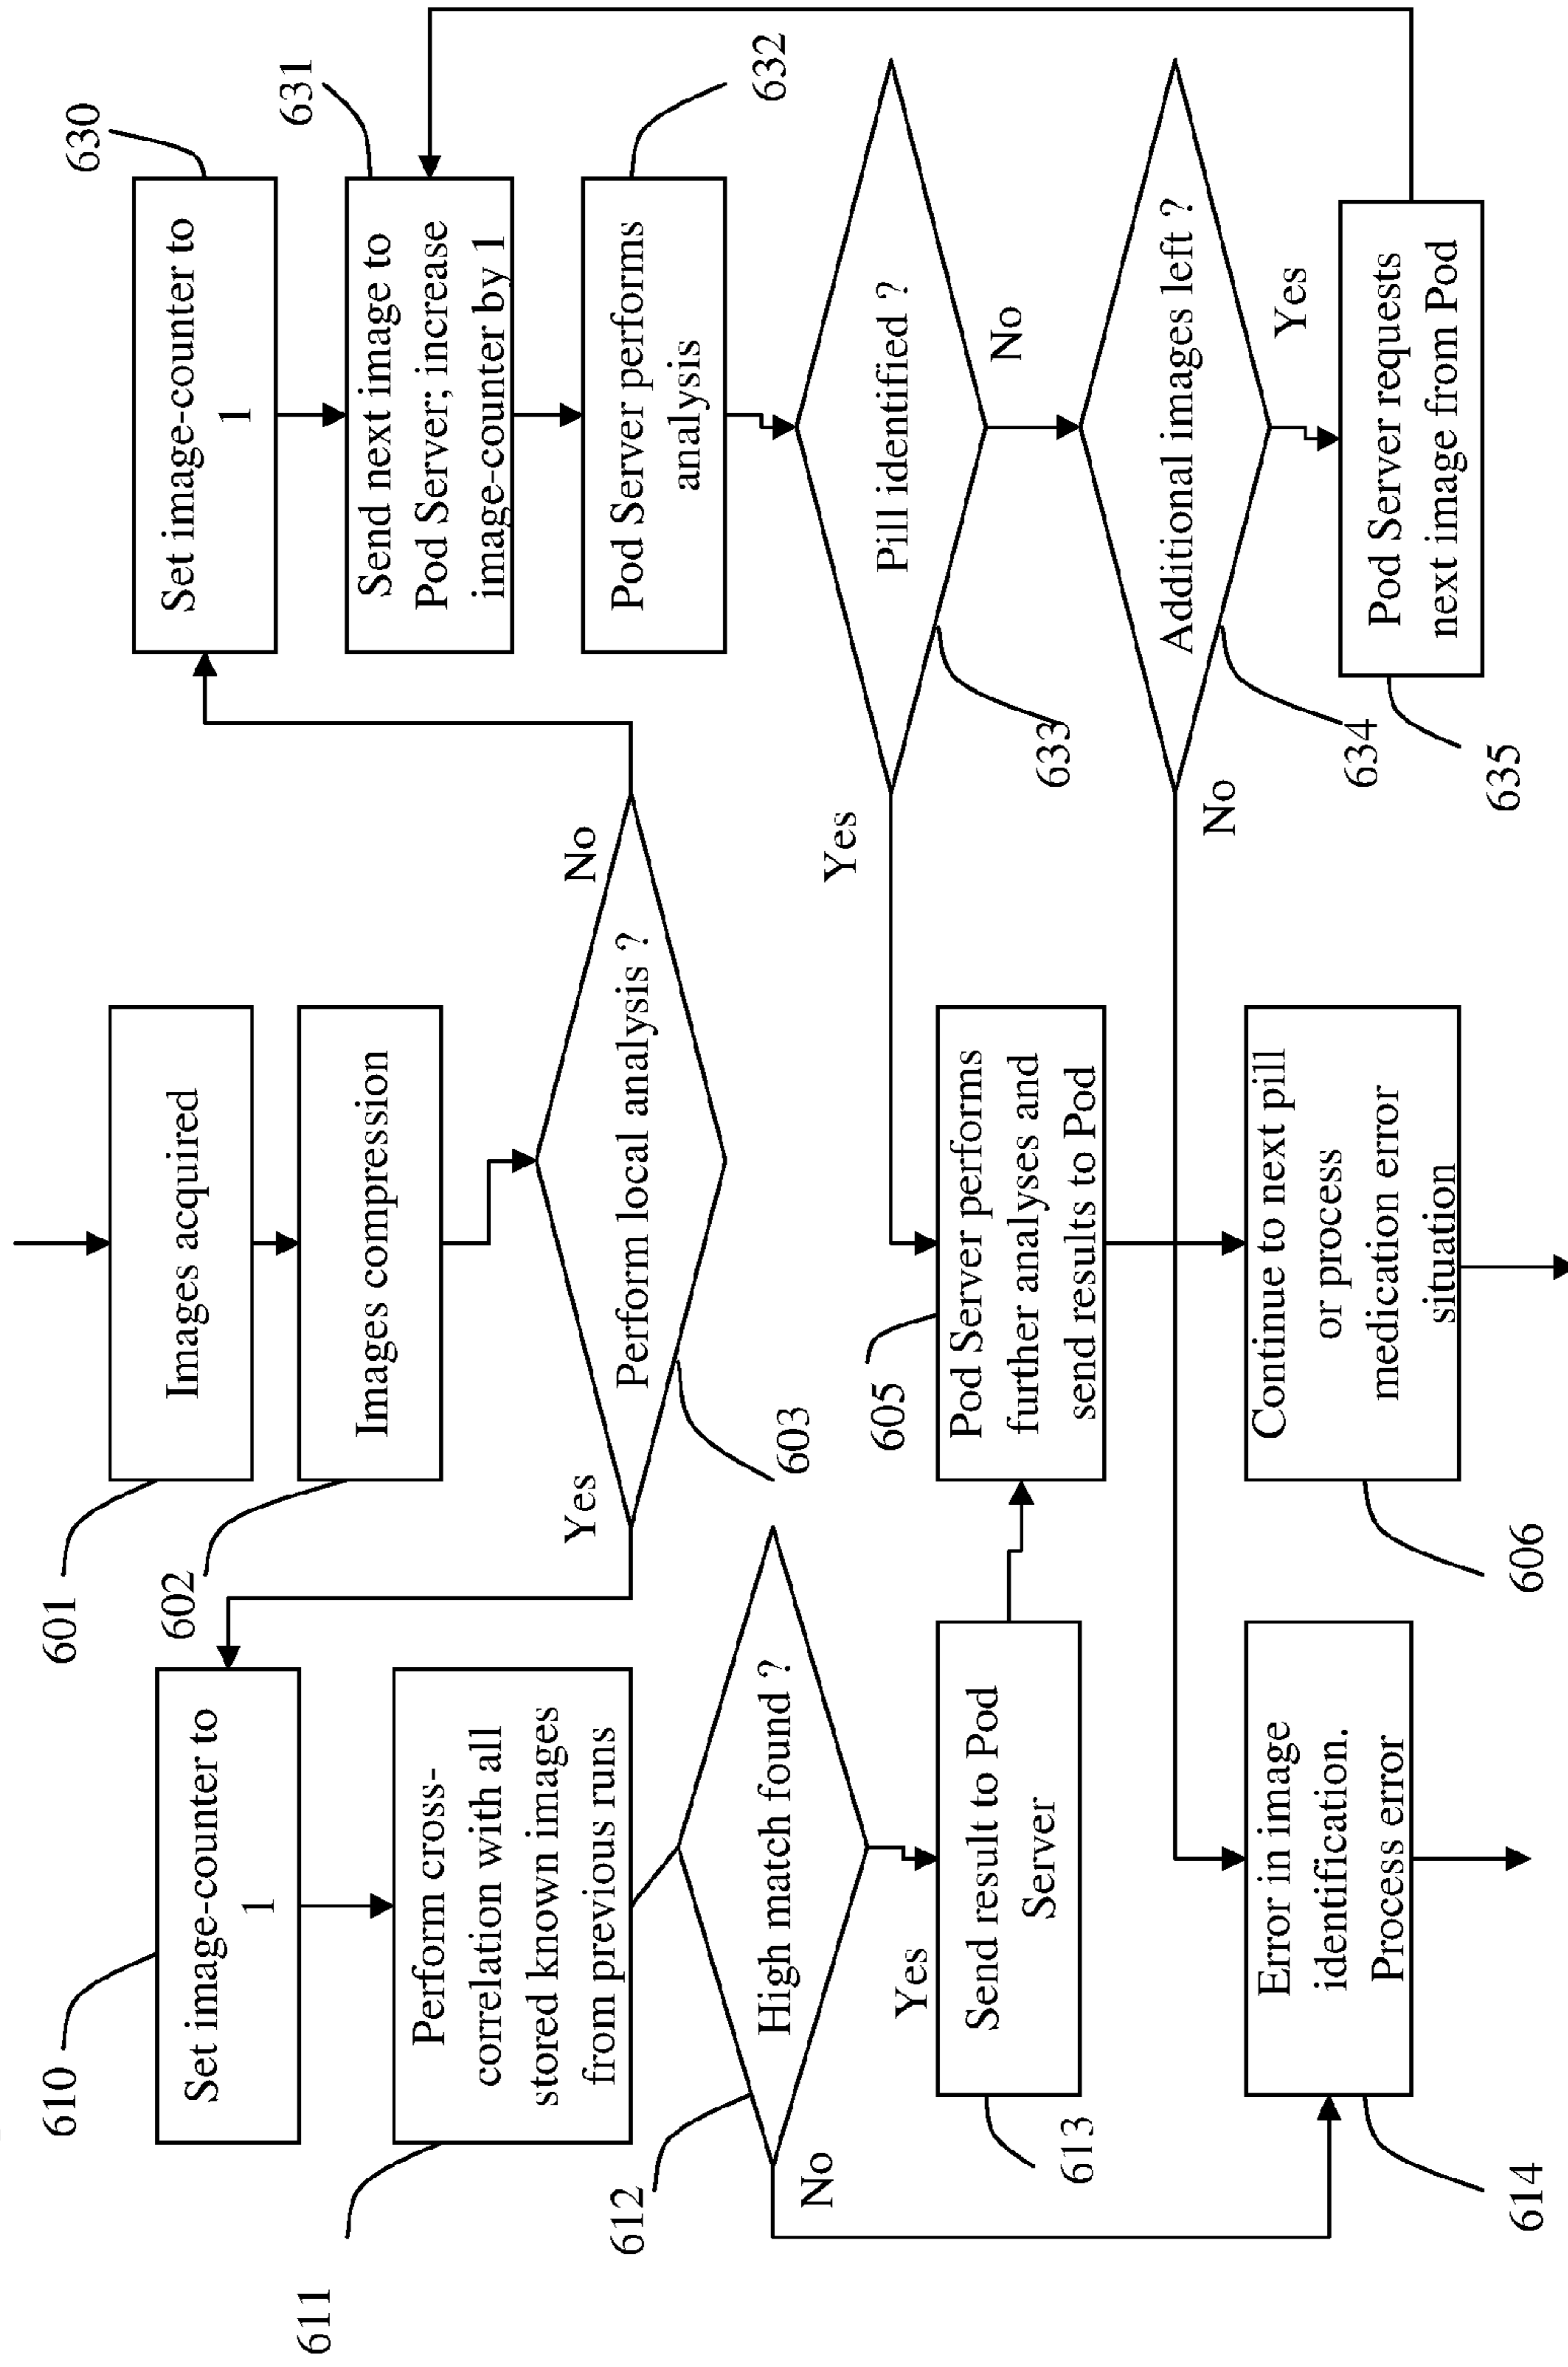 601
Images acquired
602
Images compression
603
Perform local analysis ?
Yes
No
610
Set image-counter to
1
611
Perform cross-
correlation with all
stored known images
from previous runs
612
High match found ?
No
Yes
613
Send result to Pod
Server
614
Error in image
identification.
Process error
605
Pod Server performs
further analyses and
send results to Pod
606
Continue to next pill
or process
medication error
situation
630
Set image-counter to
1
631
Send next image to
Pod Server; increase
image-counter by 1
632
Pod Server performs
analysis
633
Pill identified ?
Yes
No
634
Additional images left ?
No
Yes
635
Pod Server requests
next image from Pod